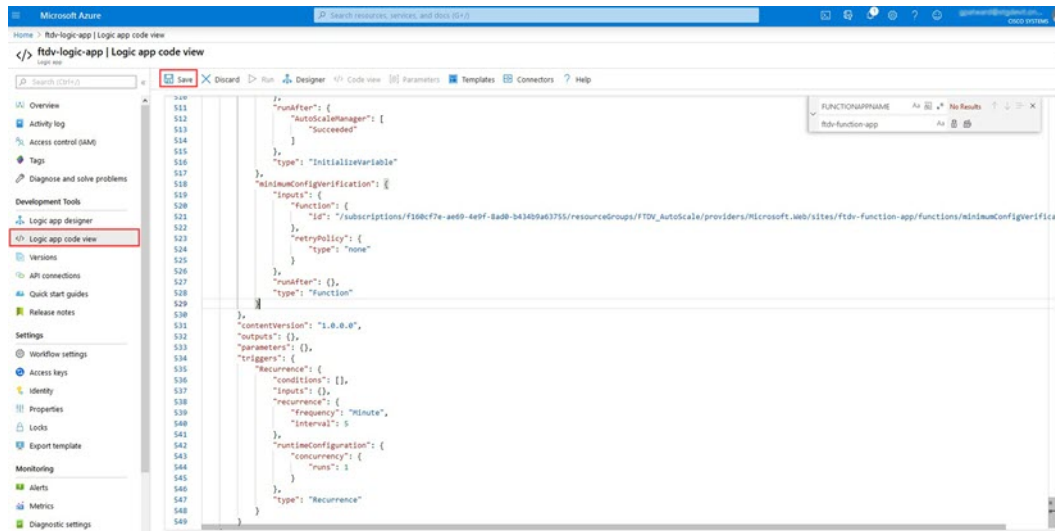 Microsoft Azure
Search resources, services, and docs (G+/)
CISCO SYSTEMS
Home > ftdv-logic-app | Logic app code view
</> ftdv-logic-app | Logic app code view
Logic app
Search (Ctrl+/)
«
Save
Discard
Run
Designer
</> Code view
Parameters
Templates
Connectors
? Help
Overview
Activity log
Access control (IAM)
Tags
Diagnose and solve problems
Development Tools
Logic app designer
</> Logic app code view
Versions
API connections
Quick start guides
Release notes
Settings
Workflow settings
Access keys
Identity
Properties
Locks
Export template
Monitoring
Alerts
Metrics
Diagnostic settings
510 },
511 "runAfter": {
512 "AutoScaleManager": [
513 "Succeeded"
514 ]
515 },
516 "type": "InitializeVariable"
517 },
518 "minimumConfigVerification": {
519 "inputs": {
520 "function": {
521 "id": "/subscriptions/f160cf7e-ae69-4e9f-8ad0-b434b9a63755/resourceGroups/FTDV_AutoScale/providers/Microsoft.Web/sites/ftdv-function-app/functions/minimumConfigVerifica
522 },
523 "retryPolicy": {
524 "type": "none"
525 }
526 },
527 "runAfter": {},
528 "type": "Function"
529 }
530 },
531 "contentVersion": "1.0.0.0",
532 "outputs": {},
533 "parameters": {},
534 "triggers": {
535 "Recurrence": {
536 "conditions": [],
537 "inputs": {},
538 "recurrence": {
539 "frequency": "Minute",
540 "interval": 5
541 },
542 "runtimeConfiguration": {
543 "concurrency": {
544 "runs": 1
545 }
546 },
547 "type": "Recurrence"
548 }
549 }
FUNCTIONAPPNAME
Aa
No Results
ftdv-function-app